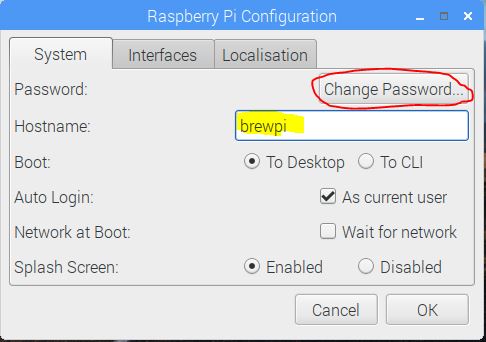 Raspberry Pi Configuration
System Interfaces Localisation
Password: Change Password...
Hostname: brewpi
Boot: To Desktop To CLI
Auto Login: As current user
Network at Boot: Wait for network
Splash Screen: Enabled Disabled
Cancel OK